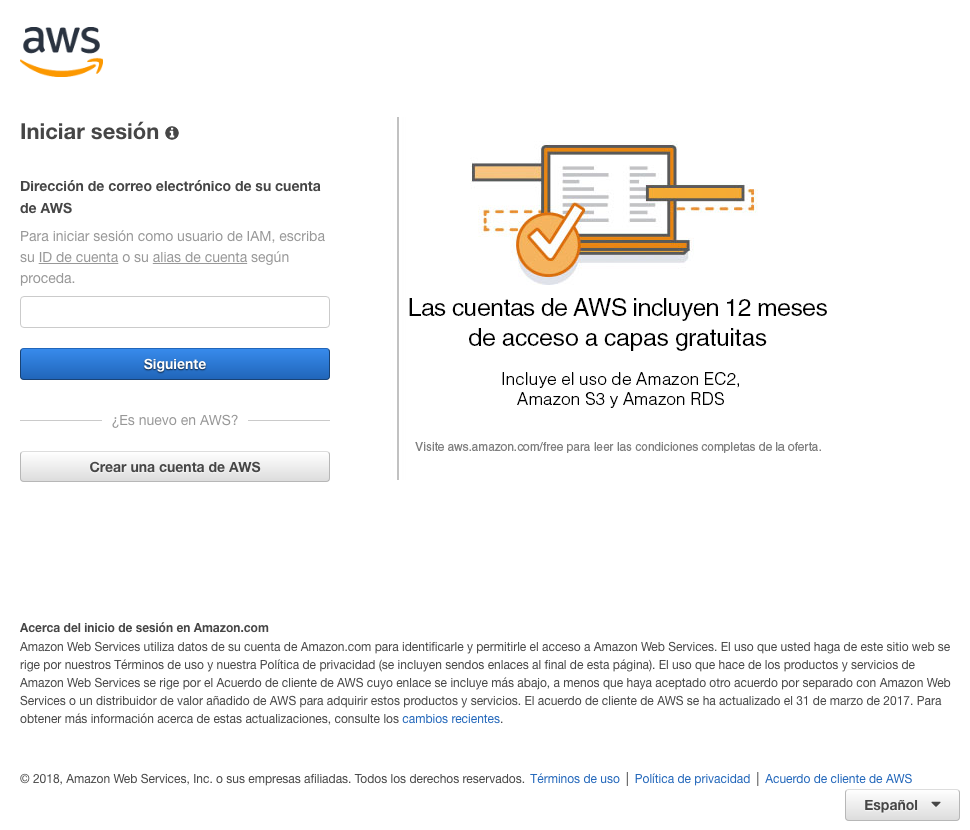 aws
Iniciar sesión
Dirección de correo electrónico de su cuenta
de AWS
Para iniciar sesión como usuario de IAM, escriba
su ID de cuenta o su alias de cuenta según
proceda.
Siguiente
¿Es nuevo en AWS?
Crear una cuenta de AWS
Las cuentas de AWS incluyen 12 meses
de acceso a capas gratuitas
Incluye el uso de Amazon EC2,
Amazon S3 y Amazon RDS
Visite aws.amazon.com/free para leer las condiciones completas de la oferta.
Acerca del inicio de sesión en Amazon.com
Amazon Web Services utiliza datos de su cuenta de Amazon.com para identificarle y permitirle el acceso a Amazon Web Services. El uso que usted haga de este sitio web se
rige por nuestros Términos de uso y nuestra Política de privacidad (se incluyen sendos enlaces al final de esta página). El uso que hace de los productos y servicios de
Amazon Web Services se rige por el Acuerdo de cliente de AWS cuyo enlace se incluye más abajo, a menos que haya aceptado otro acuerdo por separado con Amazon Web
Services o un distribuidor de valor añadido de AWS para adquirir estos productos y servicios. El acuerdo de cliente de AWS se ha actualizado el 31 de marzo de 2017. Para
obtener más información acerca de estas actualizaciones, consulte los cambios recientes.
© 2018, Amazon Web Services, Inc. o sus empresas afiliadas. Todos los derechos reservados. Términos de uso | Política de privacidad | Acuerdo de cliente de AWS
Español